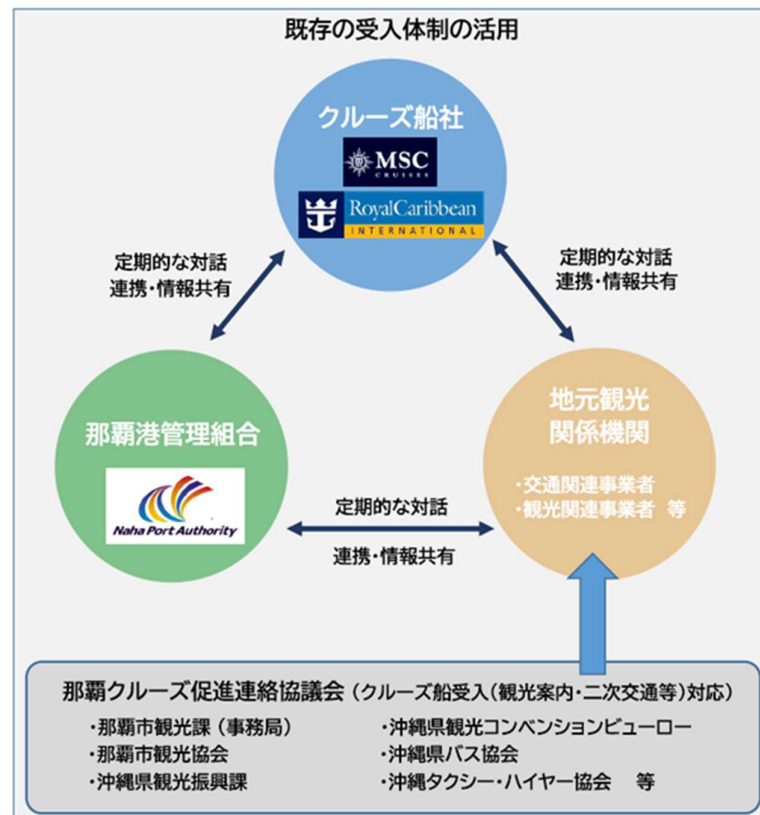 既存の受入体制の活用
クルーズ船社
MSC
CRUISES
RoyalCaribbean
INTERNATIONAL
定期的な対話
連携・情報共有
定期的な対話
連携・情報共有
那覇港管理組合
Naha Port Authority
地元観光
関係機関
・交通関連事業者
・観光関連事業者 等
定期的な対話
連携・情報共有
那覇クルーズ促進連絡協議会（クルーズ船受入（観光案内・二次交通等）対応）
・那覇市観光課（事務局）
・那覇市観光協会
・沖縄県観光振興課
・沖縄県観光コンベンションビューロー
・沖縄県バス協会
・沖縄タクシー・ハイヤー協会 等